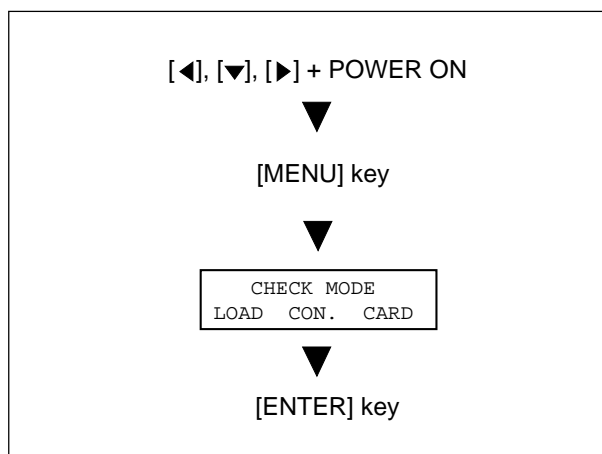 [◀], [▼], [▶] + POWER ON
[MENU] key
CHECK MODE
LOAD CON. CARD
[ENTER] key